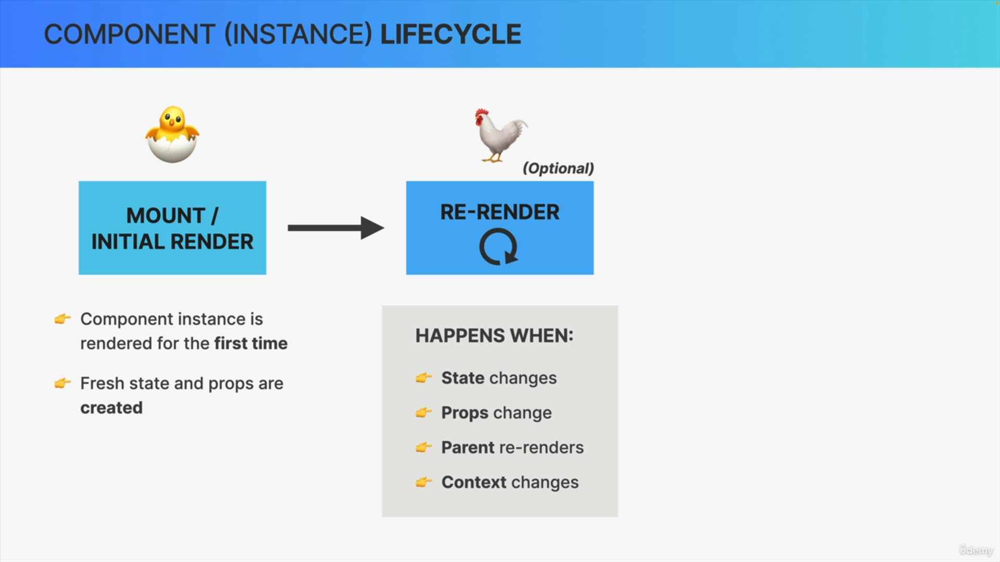 COMPONENT (INSTANCE) LIFECYCLE
(Optional)
MOUNT /
INITIAL RENDER
RE-RENDER
Component instance is
rendered for the first time
Fresh state and props are
created
HAPPENS WHEN:
State changes
Props change
Parent re-renders
Context changes
ûdemy